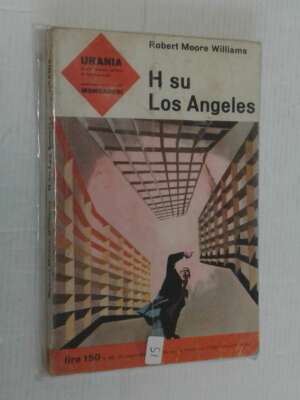 Robert Moore Williams
URANIA
MONDADORI
H su
Los Angeles
lire 150
15